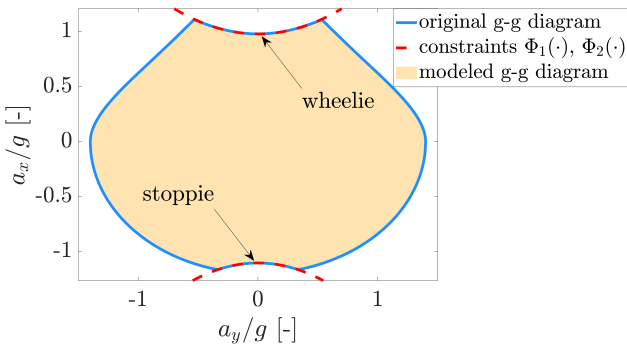 original g-g diagram
constraints Φ₁(·), Φ₂(·)
modeled g-g diagram
wheelie
stoppie
1
0.5
0
-0.5
-1
aₓ/g [-]
-1
0
1
a_y/g [-]